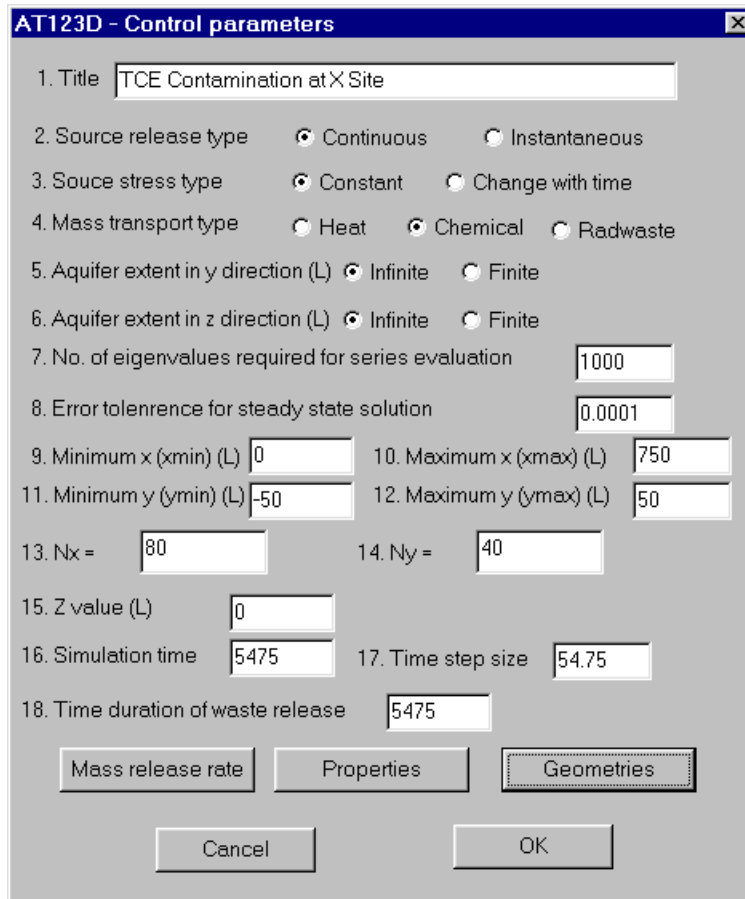 AT123D - Control parameters
1. Title TCE Contamination at X Site
2. Source release type Continuous Instantaneous
3. Souce stress type Constant Change with time
4. Mass transport type Heat Chemical Radwaste
5. Aquifer extent in y direction (L) Infinite Finite
6. Aquifer extent in z direction (L) Infinite Finite
7. No. of eigenvalues required for series evaluation 1000
8. Error tolenrence for steady state solution 0.0001
9. Minimum x (xmin) (L) 0 10. Maximum x (xmax) (L) 750
11. Minimum y (ymin) (L) -50 12. Maximum y (ymax) (L) 50
13. Nx = 80 14. Ny = 40
15. Z value (L) 0
16. Simulation time 5475 17. Time step size 54.75
18. Time duration of waste release 5475
Mass release rate Properties Geometries
Cancel OK